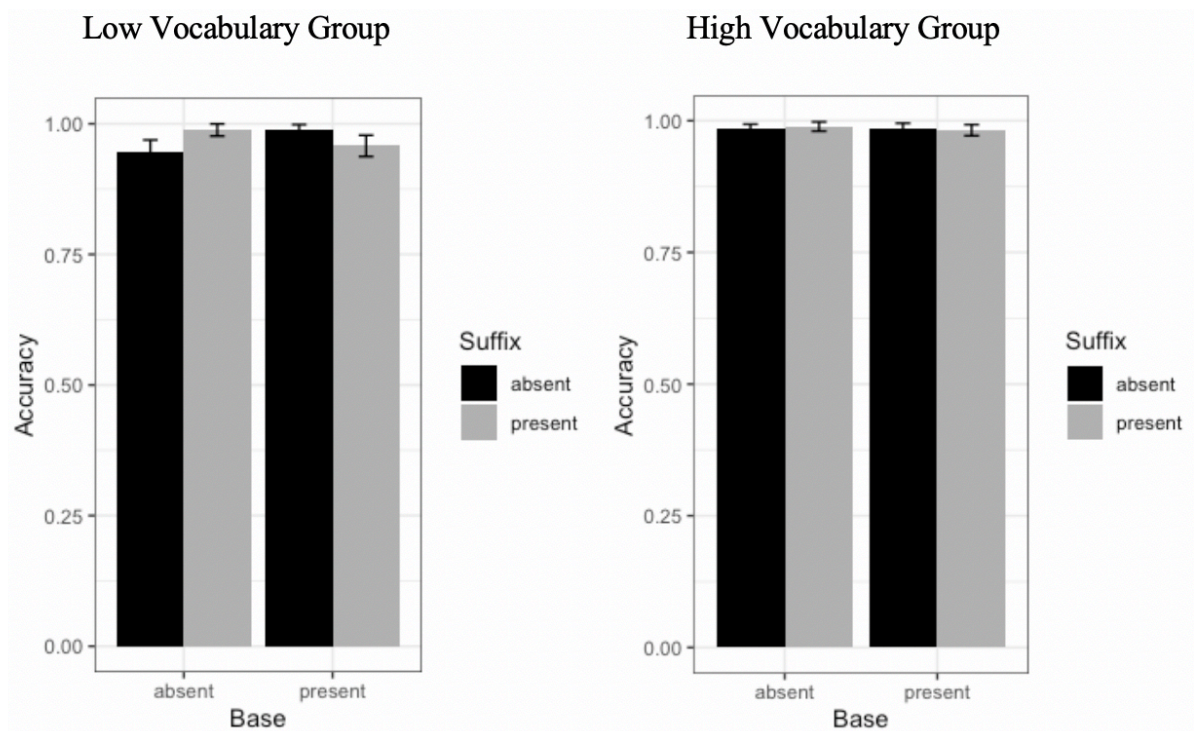 Low Vocabulary Group
1.00
0.75
0.50
0.25
0.00
Accuracy
absent present
Base
Suffix
absent
present
High Vocabulary Group
1.00
0.75
0.50
0.25
0.00
Accuracy
absent present
Base
Suffix
absent
present